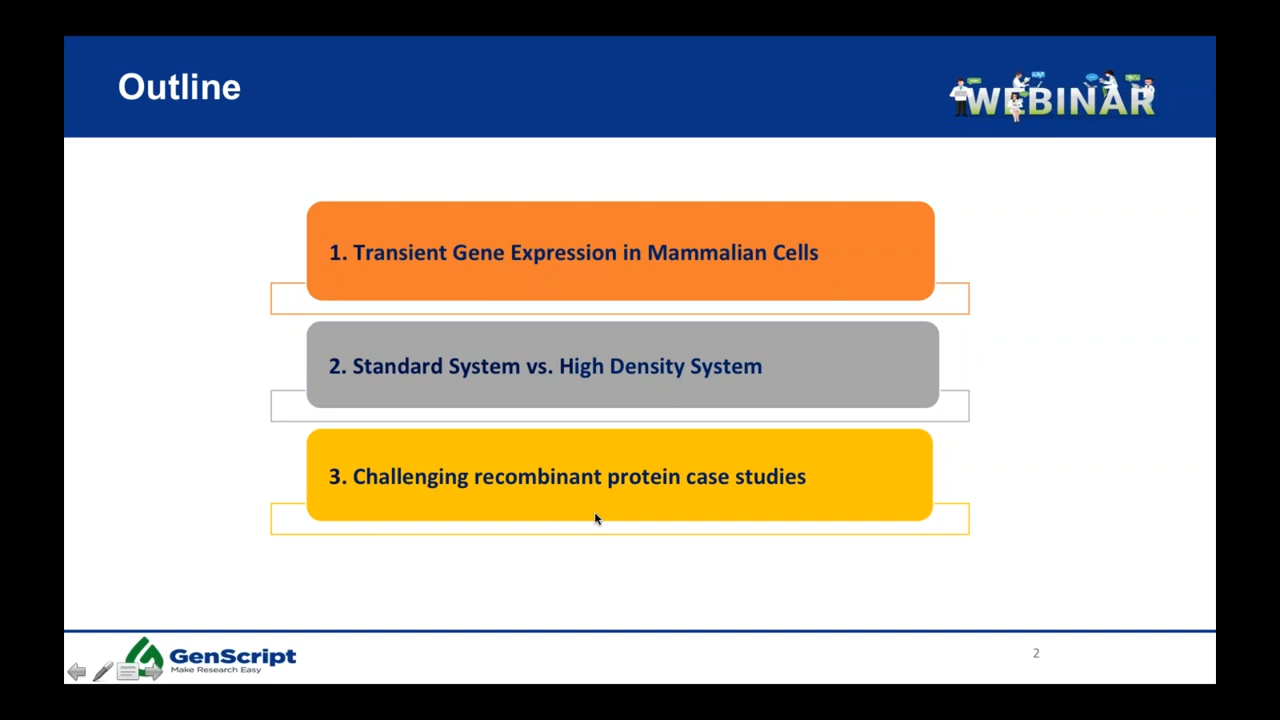 Outline
WEBINAR
1. Transient Gene Expression in Mammalian Cells
2. Standard System vs. High Density System
3. Challenging recombinant protein case studies
GenScript
Make Research Easy
2